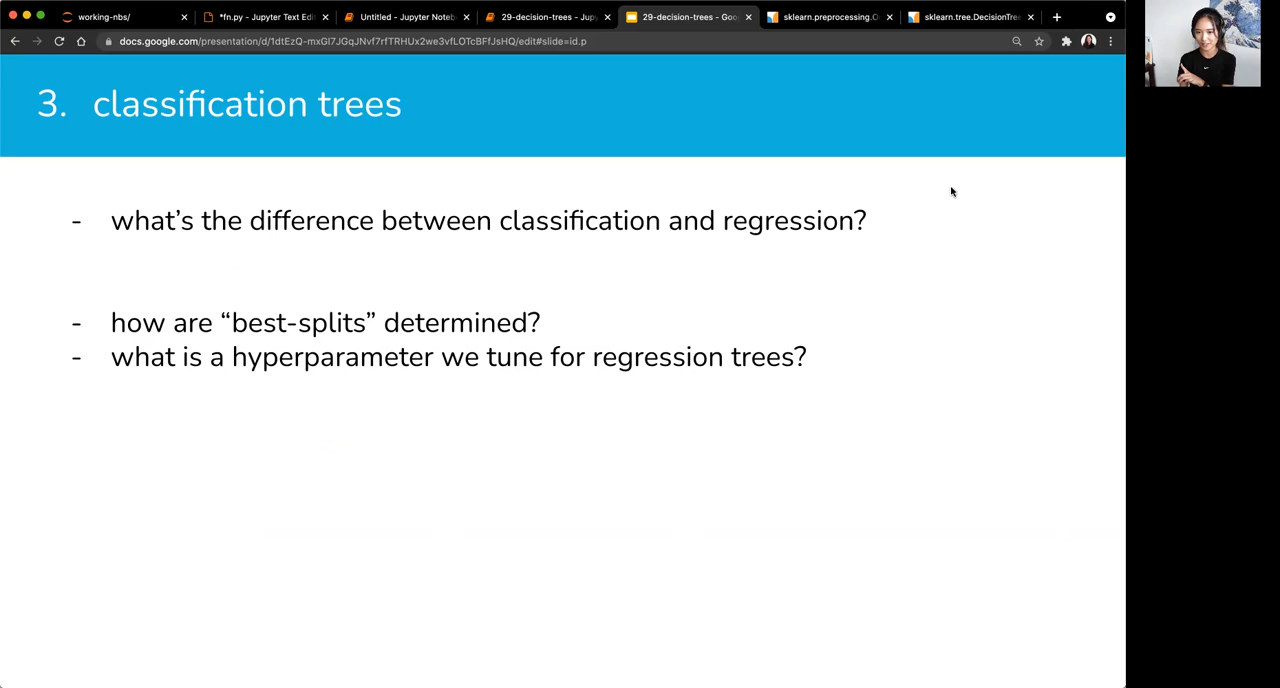 working-nbs/
*fn.py - Jupyter Text Edi
Untitled - Jupyter Noteb
29-decision-trees - Jup
29-decision-trees - Goo
sklearn.preprocessing.O
sklearn.tree.DecisionTre
docs.google.com/presentation/d/1dtEzQ-mxGl7JGqJNvf7rfTRHUx2we3vfLOTcBFfJsHQ/edit#slide=id.p
3. classification trees
- what's the difference between classification and regression?
- how are “best-splits” determined?
- what is a hyperparameter we tune for regression trees?